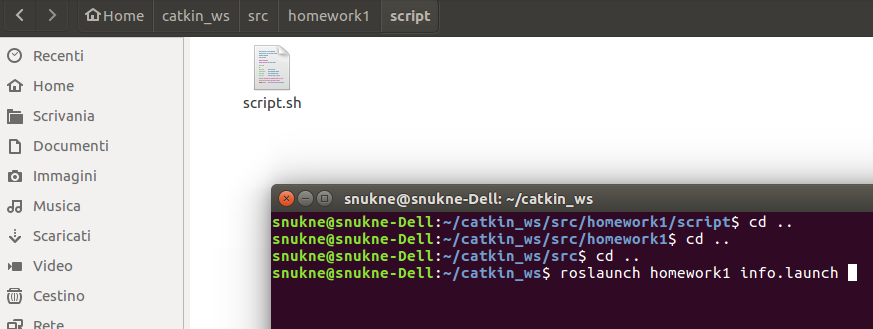 Home catkin_ws src homework1 script
Recenti
Home
Scrivania
Documenti
Immagini
Musica
Scaricati
Video
Cestino
Rete
script.sh
snukne@snukne-Dell: ~/catkin_ws
snukne@snukne-Dell:~/catkin_ws/src/homework1/script$ cd ..
snukne@snukne-Dell:~/catkin_ws/src/homework1$ cd ..
snukne@snukne-Dell:~/catkin_ws/src$ cd ..
snukne@snukne-Dell:~/catkin_ws$ roslaunch homework1 info.launch